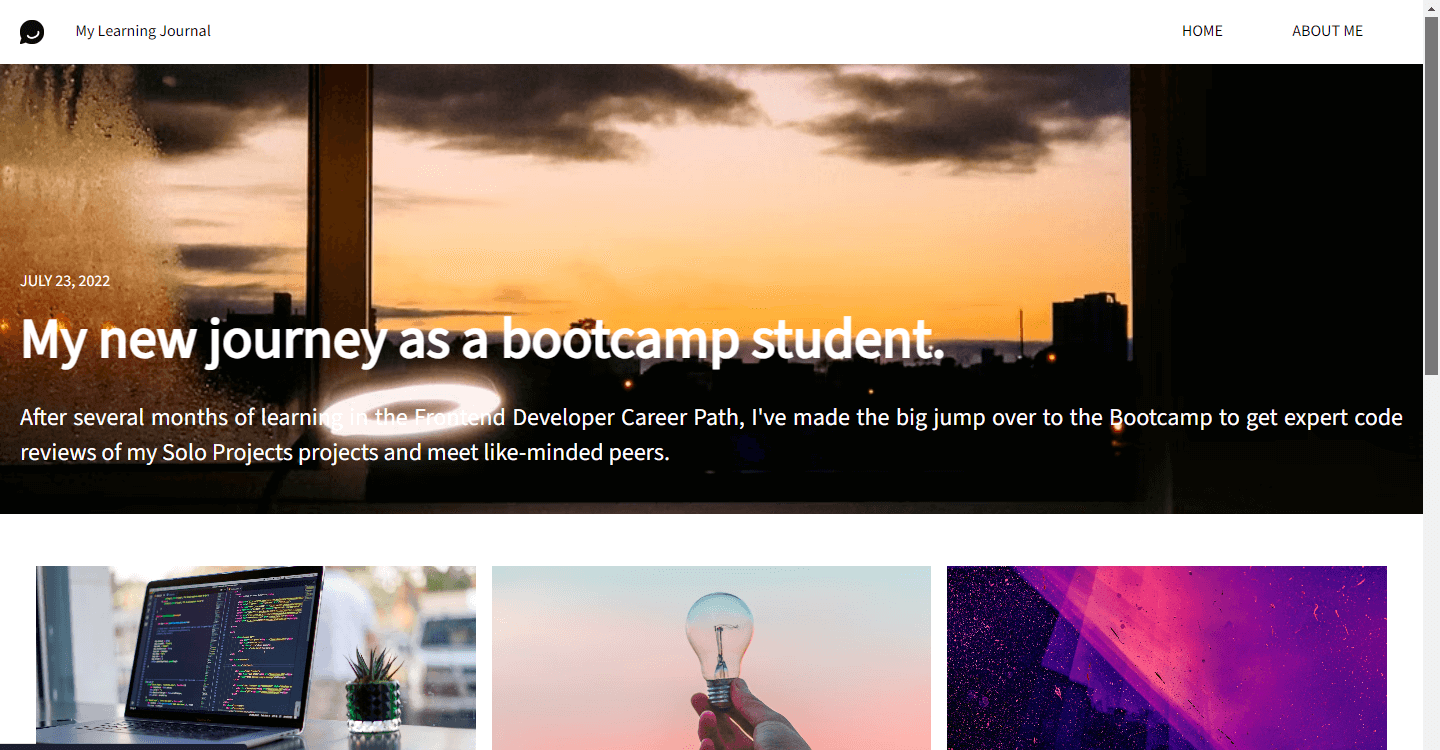 My Learning Journal
HOME
ABOUT ME
JULY 23, 2022
My new journey as a bootcamp student.
After several months of learning in the Frontend Developer Career Path, I've made the big jump over to the Bootcamp to get expert code
reviews of my Solo Projects projects and meet like-minded peers.